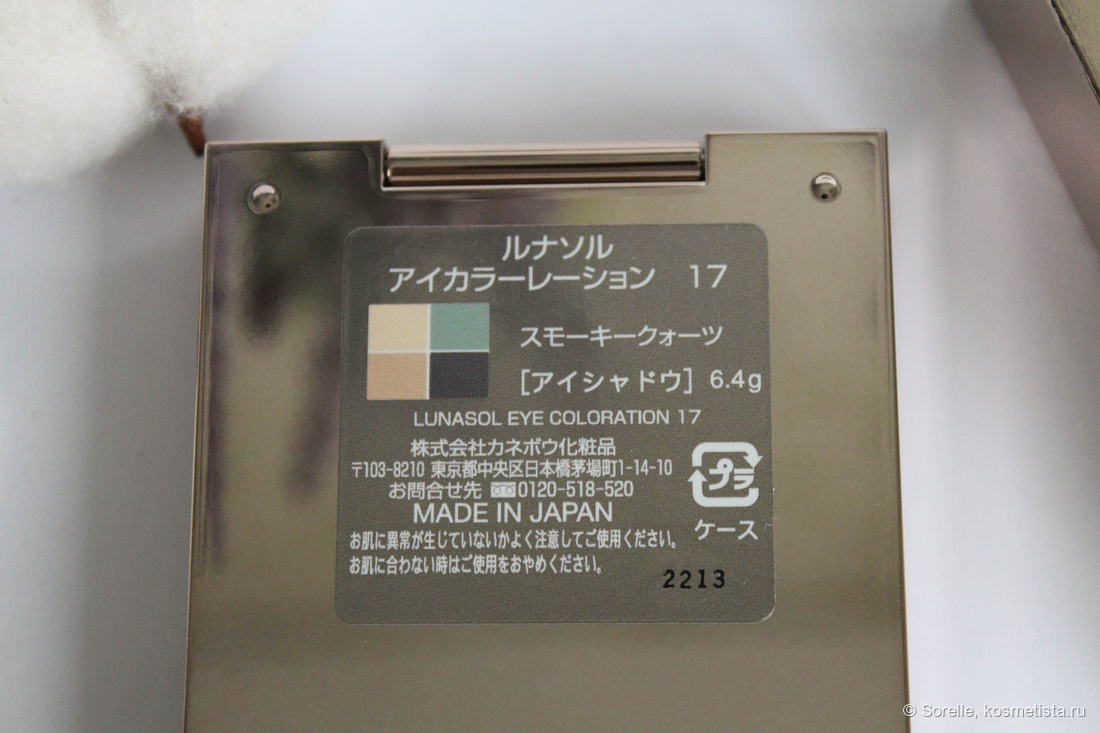 ルナソル
アイカラーレーション 17
スモーキークォーツ
[アイシャドウ] 6.4g
LUNASOL EYE COLORATION 17
株式会社カネボウ化粧品
〒103-8210 東京都中央区日本橋茅場町1-14-10
お問合せ先 0120-518-520
MADE IN JAPAN
プラ
ケース
お肌に異常が生じていないかよく注意してご使用ください。
お肌に合わない時はご使用をおやめください。
2213
© Sorelle, kosmetista.ru